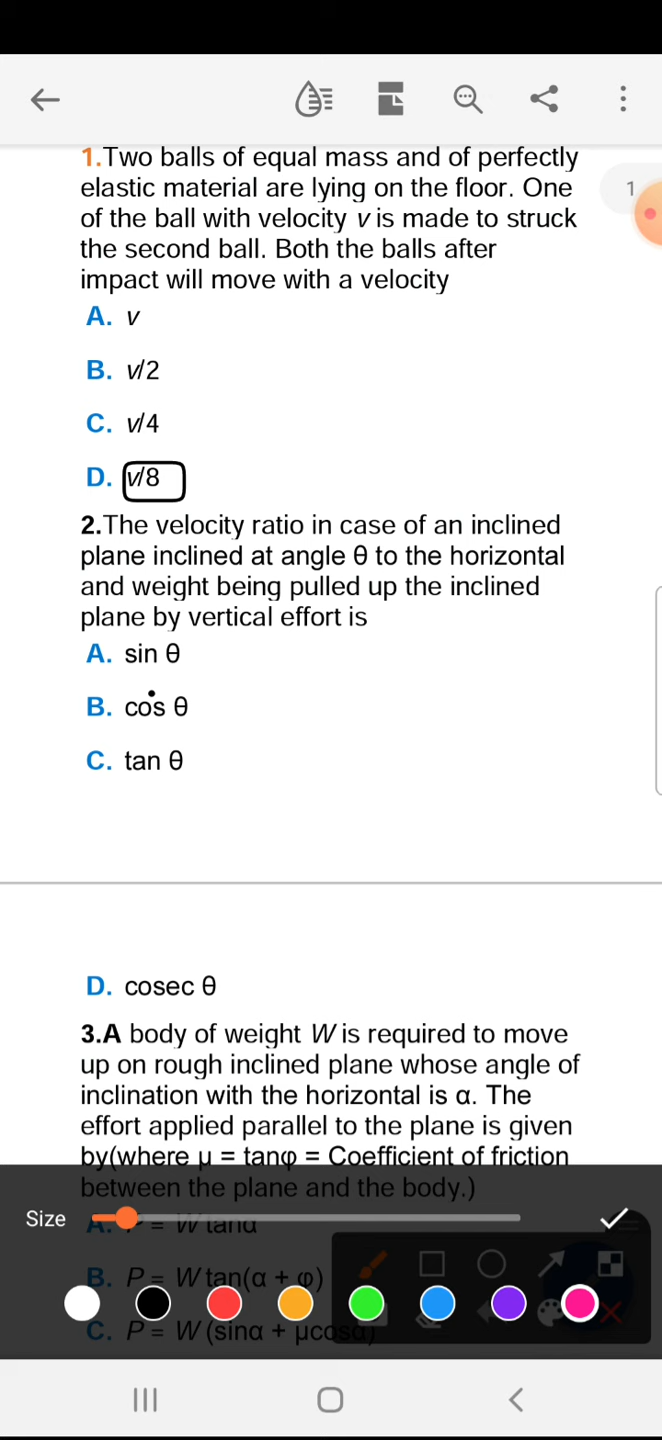 1.Two balls of equal mass and of perfectly
elastic material are lying on the floor. One
of the ball with velocity v is made to struck
the second ball. Both the balls after
impact will move with a velocity
A. v
B. v/2
C. v/4
D. v/8
1
2.The velocity ratio in case of an inclined
plane inclined at angle θ to the horizontal
and weight being pulled up the inclined
plane by vertical effort is
A. sin θ
B. cos θ
C. tan θ
D. cosec θ
3.A body of weight W is required to move
up on rough inclined plane whose angle of
inclination with the horizontal is α. The
effort applied parallel to the plane is given
by(where μ = tanφ = Coefficient of friction
between the plane and the body.)
Size
A. P = W tanα
B. P = W tan(α + φ)
C. P = W (sinα + μcosα)